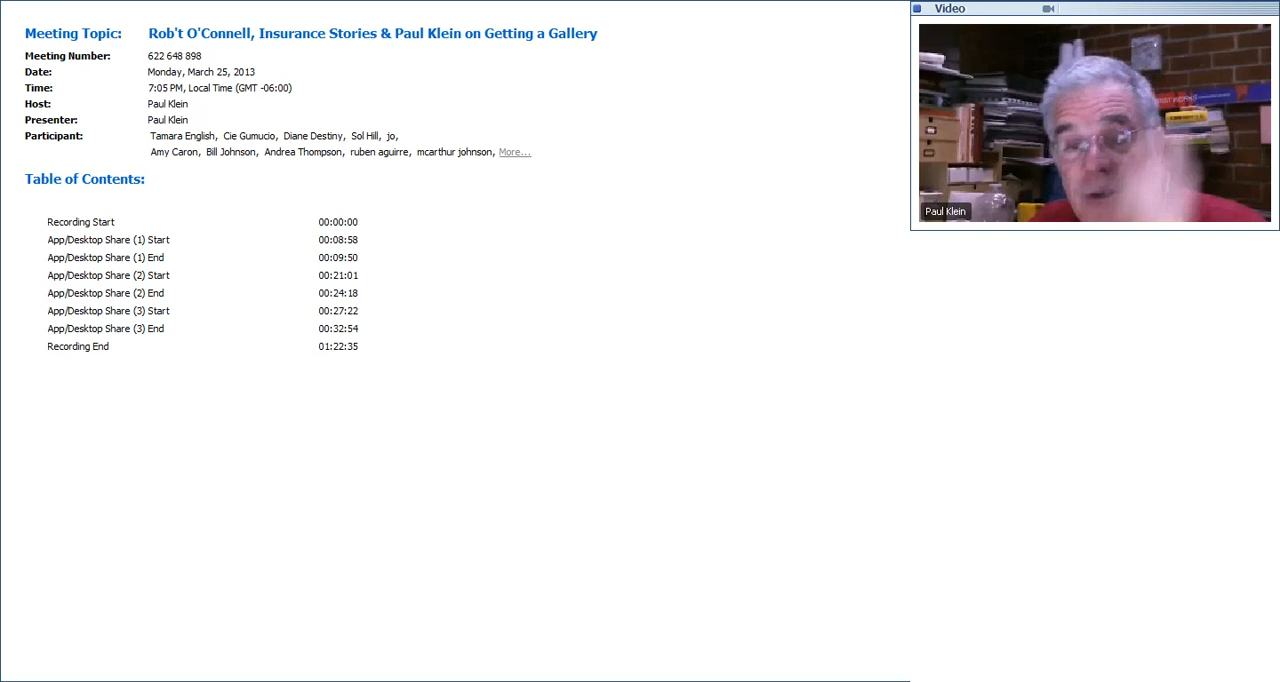 Meeting Topic: Rob't O'Connell, Insurance Stories & Paul Klein on Getting a Gallery
Meeting Number: 622 648 898
Date: Monday, March 25, 2013
Time: 7:05 PM, Local Time (GMT -06:00)
Host: Paul Klein
Presenter: Paul Klein
Participant: Tamara English, Cie Gumucio, Diane Destiny, Sol Hill, jo,
Amy Caron, Bill Johnson, Andrea Thompson, ruben aguirre, mcarthur johnson, More...
Table of Contents:
Recording Start 00:00:00
App/Desktop Share (1) Start 00:08:58
App/Desktop Share (1) End 00:09:50
App/Desktop Share (2) Start 00:21:01
App/Desktop Share (2) End 00:24:18
App/Desktop Share (3) Start 00:27:22
App/Desktop Share (3) End 00:32:54
Recording End 01:22:35
Video
Paul Klein